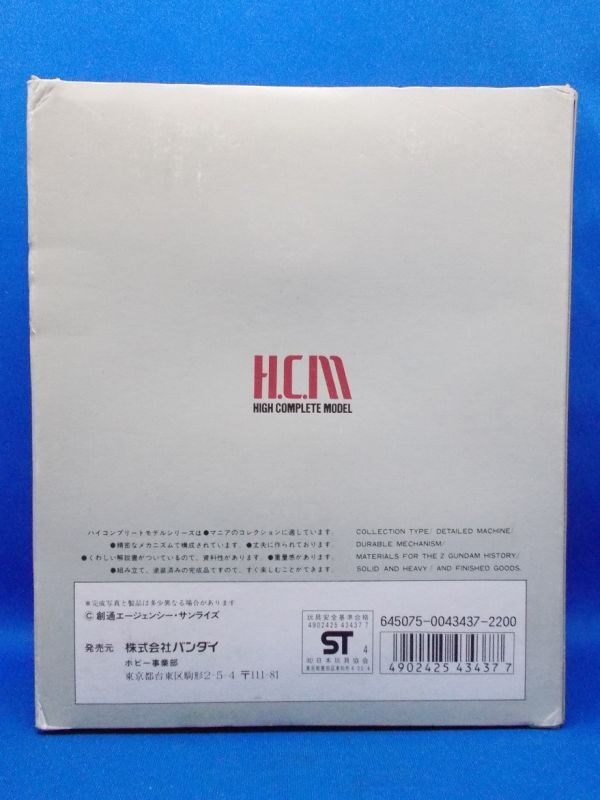 H.C.M
HIGH COMPLETE MODEL
ハイコンプリートモデルシリーズは●マニアのコレクションに適しています。
●精密なメカニズムで構成されています。●丈夫に作られております。
●くわしい解説書がついているので、資料性があります。●重量感があります。
●組み立て、塗装済みの完成品ですので、すぐ楽しむことができます。
COLLECTION TYPE/ DETAILED MACHINE/
DURABLE MECHANISM/
MATERIALS FOR THE Z GUNDAM HISTORY/
SOLID AND HEAVY/ AND FINISHED GOODS.
※完成写真と製品は多少異なる場合があります
©創通エージェンシー・サンライズ
発売元 株式会社バンダイ
ホビー事業部
東京都台東区駒形2-5-4 〒111-81
玩具安全基準合格
4902425 43437 7
ST 4
㈳日本玩具協会
645075-0043437-2200
4902425 434377